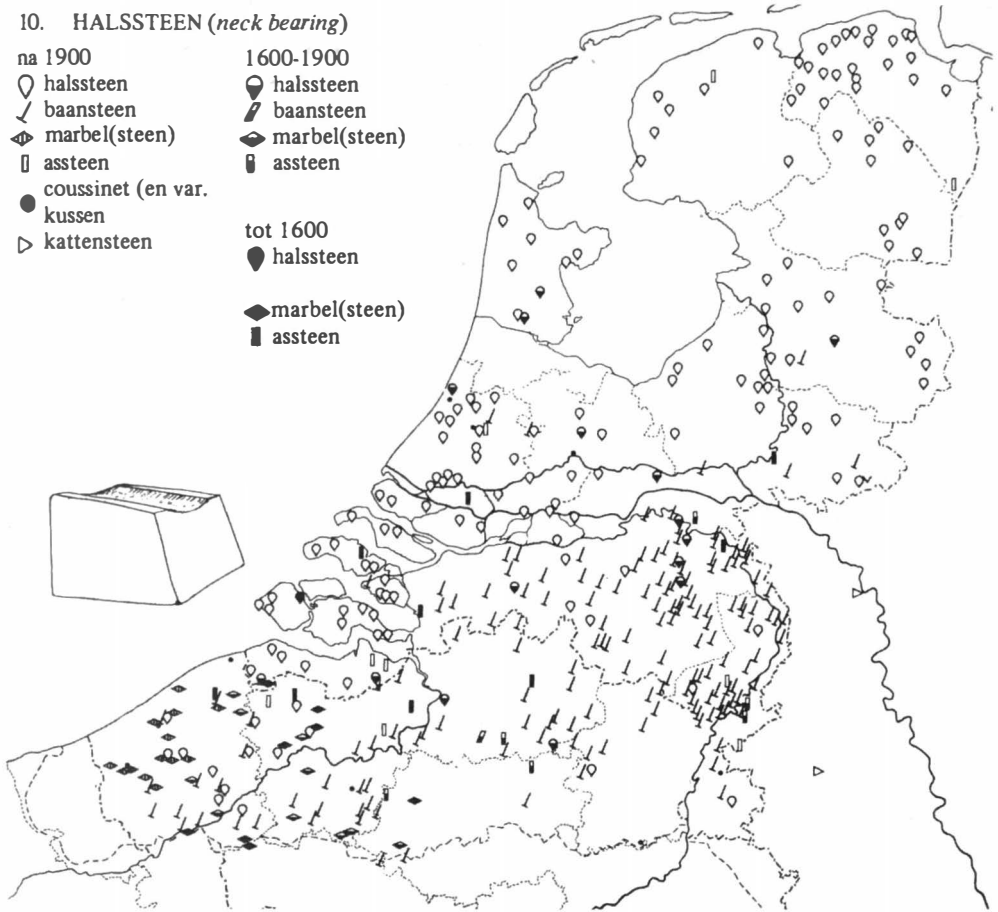 10. HALSSTEEN (neck bearing)
na 1900
halssteen
baansteen
marbel(steen)
assteen
coussinet (en var.
kussen
kattensteen
1600-1900
halssteen
baansteen
marbel(steen)
assteen
tot 1600
halssteen
marbel(steen)
assteen